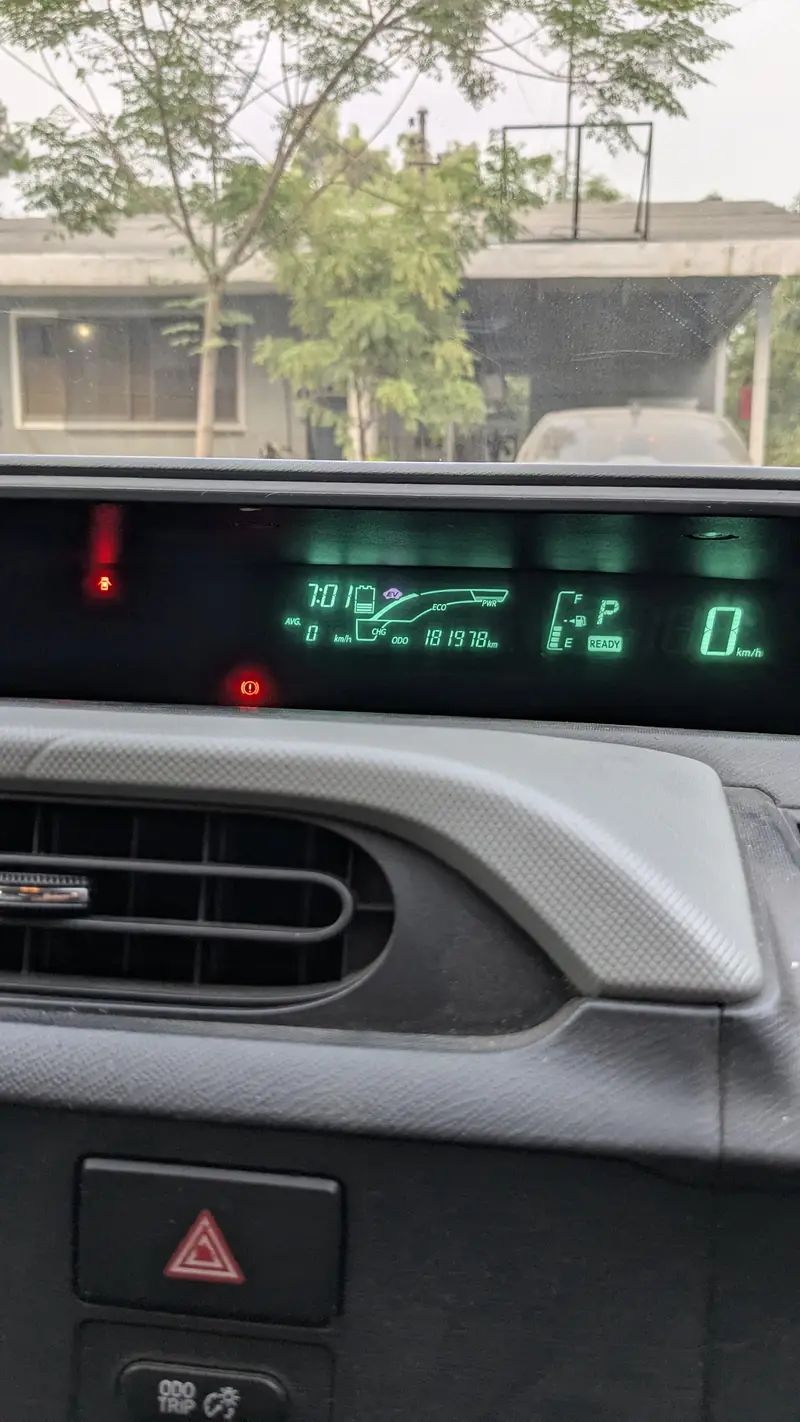 7:01
EV
ECO
PWR
AVG.
0 km/h
CHG
ODO 181978 km
F
E
P
READY
0 km/h
ODO
TRIP